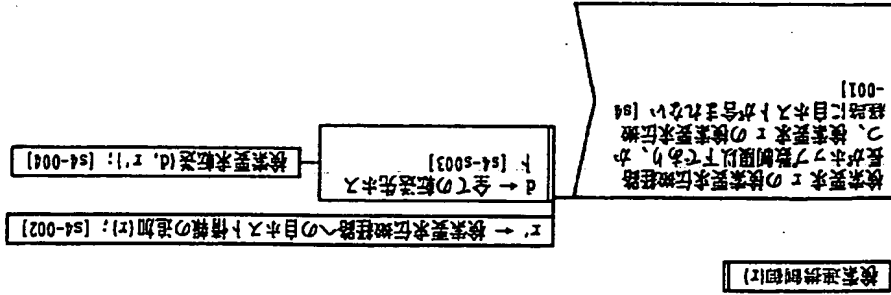 検索連携制御(r)
検索要求 r の検索要求伝搬経路
長がホップ数制限以下であり、か
つ、検索要求 r の検索要求伝搬
経路に自ホストが含まれない [s4
-001]
r' ← 検索要求伝搬経路への自ホスト情報の追加(r); [s4-002]
d ← 全ての転送先ホス
ト [s4-s003]
検索要求転送(d, r'); [s4-004]